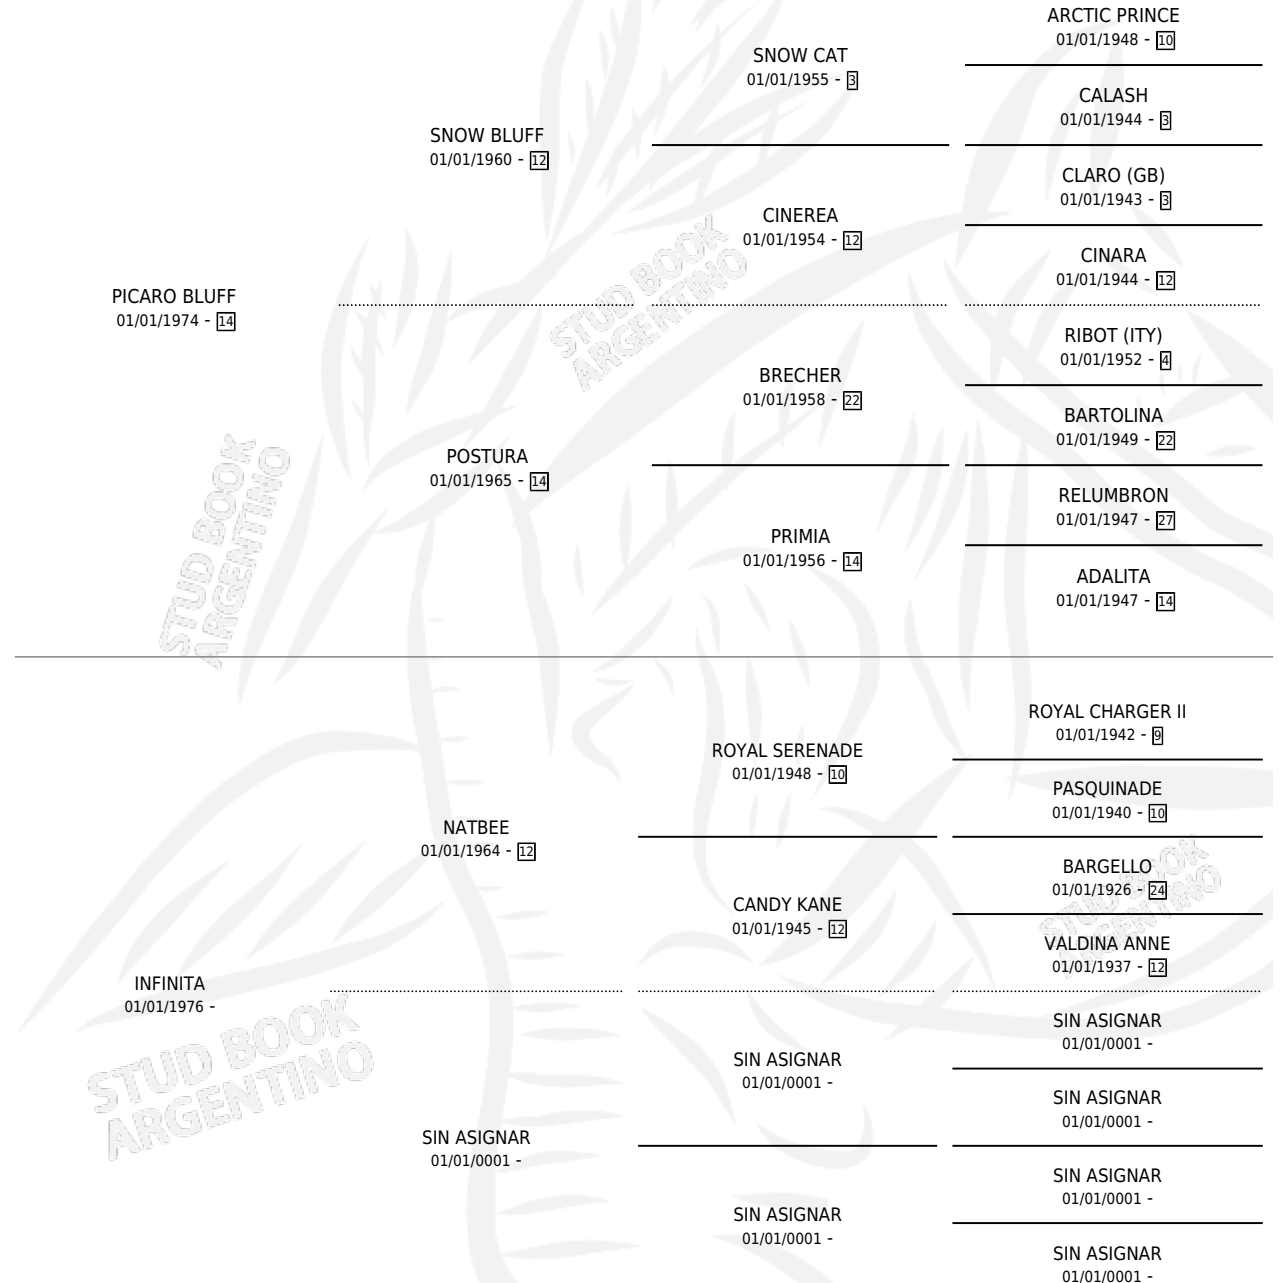 ARCTIC PRINCE
01/01/1948 - 10
SNOW CAT
01/01/1955 - 3
CALASH
01/01/1944 - 3
SNOW BLUFF
01/01/1960 - 12
CLARO (GB)
01/01/1943 - 3
CINEREA
01/01/1954 - 12
CINARA
01/01/1944 - 12
PICARO BLUFF
01/01/1974 - 14
RIBOT (ITY)
01/01/1952 - 4
BRECHER
01/01/1958 - 22
BARTOLINA
01/01/1949 - 22
POSTURA
01/01/1965 - 14
RELUMBRON
01/01/1947 - 27
PRIMIA
01/01/1956 - 14
ADALITA
01/01/1947 - 14
ROYAL CHARGER II
01/01/1942 - 9
ROYAL SERENADE
01/01/1948 - 10
PASQUINADE
01/01/1940 - 10
NATBEE
01/01/1964 - 12
BARGELLO
01/01/1926 - 24
CANDY KANE
01/01/1945 - 12
VALDINA ANNE
01/01/1937 - 12
INFINITA
01/01/1976 -
SIN ASIGNAR
01/01/0001 -
SIN ASIGNAR
01/01/0001 -
SIN ASIGNAR
01/01/0001 -
SIN ASIGNAR
01/01/0001 -
SIN ASIGNAR
01/01/0001 -
SIN ASIGNAR
01/01/0001 -
SIN ASIGNAR
01/01/0001 -
STUD BOOK
ARGENTINO
STUD BOOK
ARGENTINO
STUD BOOK
ARGENTINO
STUD BOOK
ARGENTINO